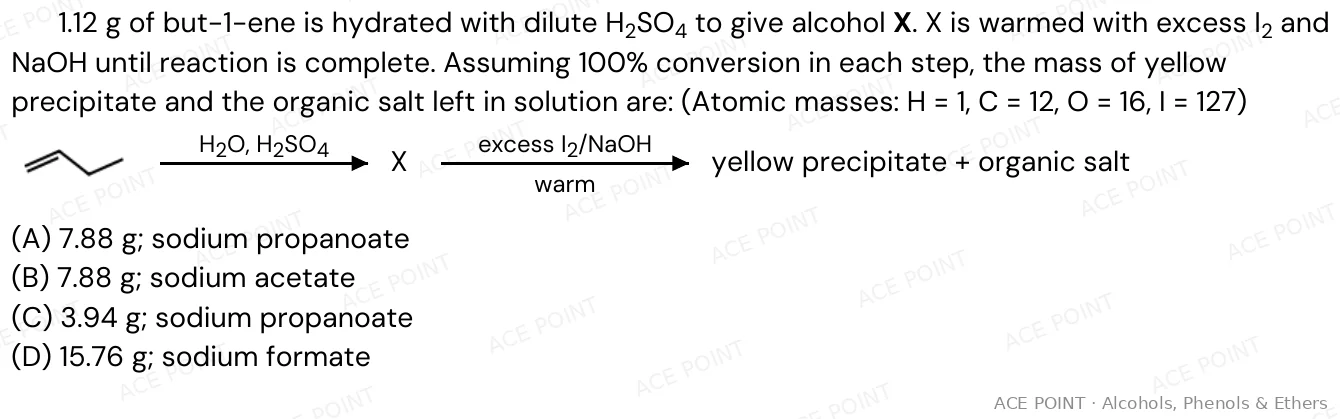 1.12 g of but-1-ene is hydrated with dilute H₂SO₄ to give alcohol X. X is warmed with excess I₂ and
NaOH until reaction is complete. Assuming 100% conversion in each step, the mass of yellow
precipitate and the organic salt left in solution are: (Atomic masses: H = 1, C = 12, O = 16, I = 127)
H₂O, H₂SO₄
X
excess I₂/NaOH
warm
yellow precipitate + organic salt
(A) 7.88 g; sodium propanoate
(B) 7.88 g; sodium acetate
(C) 3.94 g; sodium propanoate
(D) 15.76 g; sodium formate
ACE POINT
ACE POINT · Alcohols, Phenols & Ethers